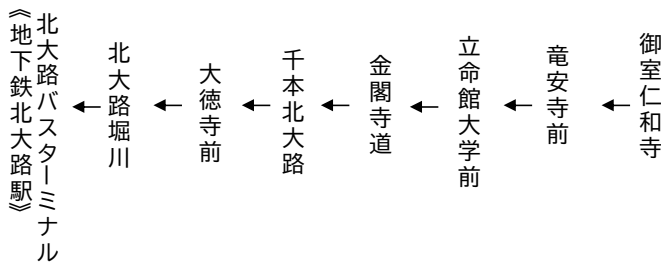 御室仁和寺
竜安寺前
立命館大学前
金閣寺道
千本北大路
大徳寺前
北大路堀川
北大路バスターミナル
《地下鉄北大路駅》